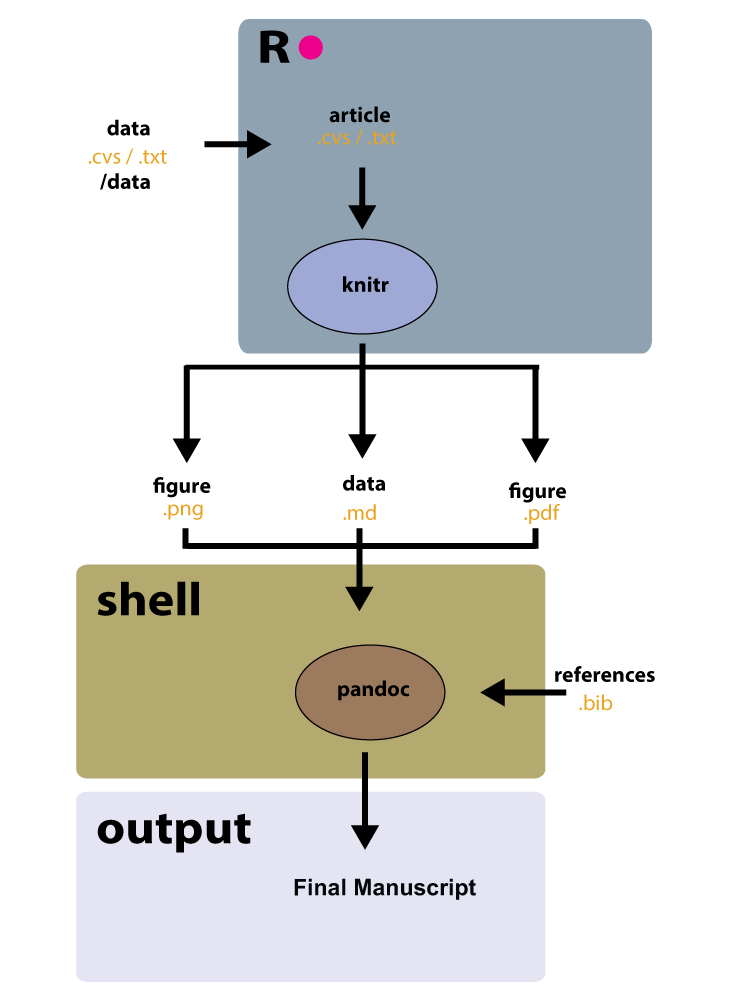 R
article
.cvs / .txt
data
.cvs / .txt
/data
knitr
figure
.png
data
.md
figure
.pdf
shell
pandoc
references
.bib
output
Final Manuscript